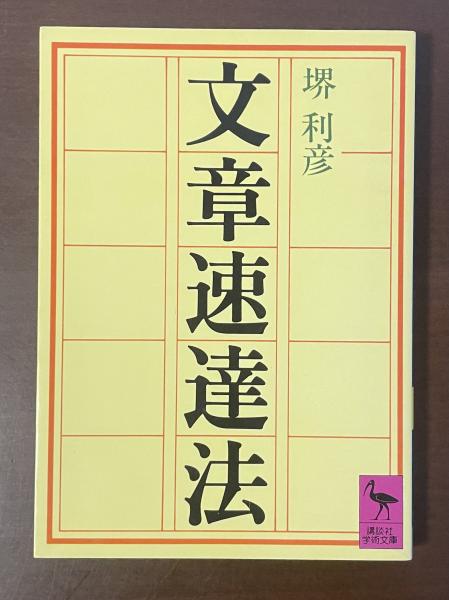 堺 利彦
文章速達法
講談社
学術文庫